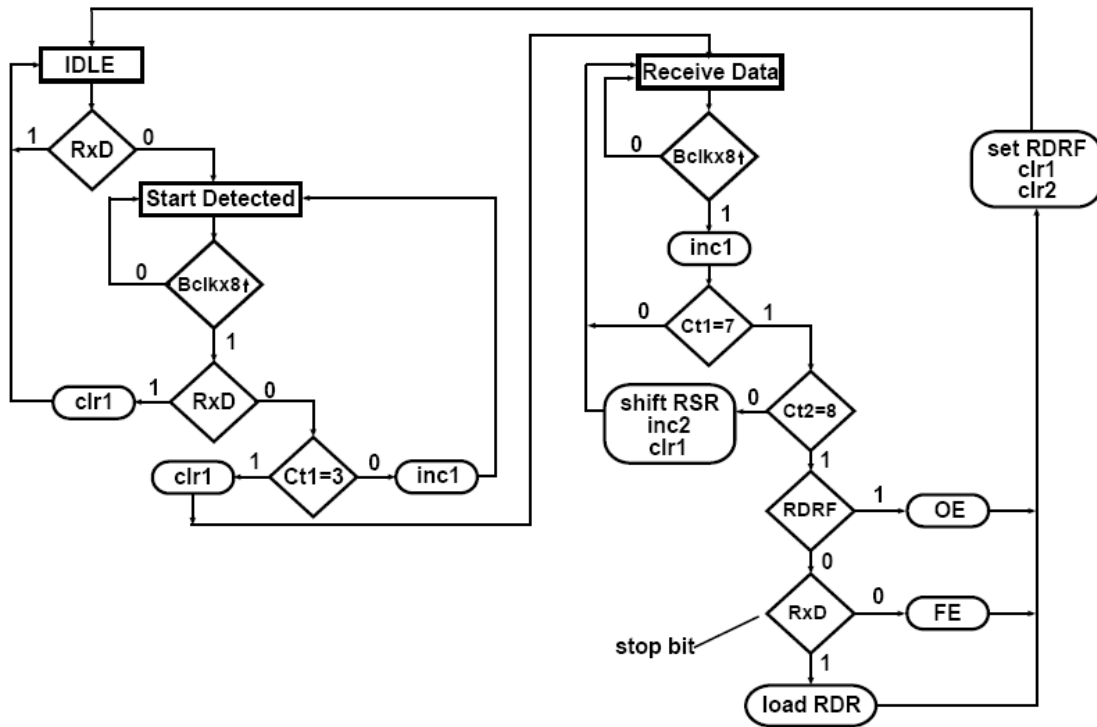 IDLE
1
RxD
0
Start Detected
0
Bclkx8↑
1
clr1
1
RxD
0
clr1
1
Ct1=3
0
inc1
Receive Data
0
Bclkx8↑
1
inc1
0
Ct1=7
1
shift RSR
inc2
clr1
0
Ct2=8
1
RDRF
1
OE
0
RxD
0
FE
stop bit
1
load RDR
set RDRF
clr1
clr2